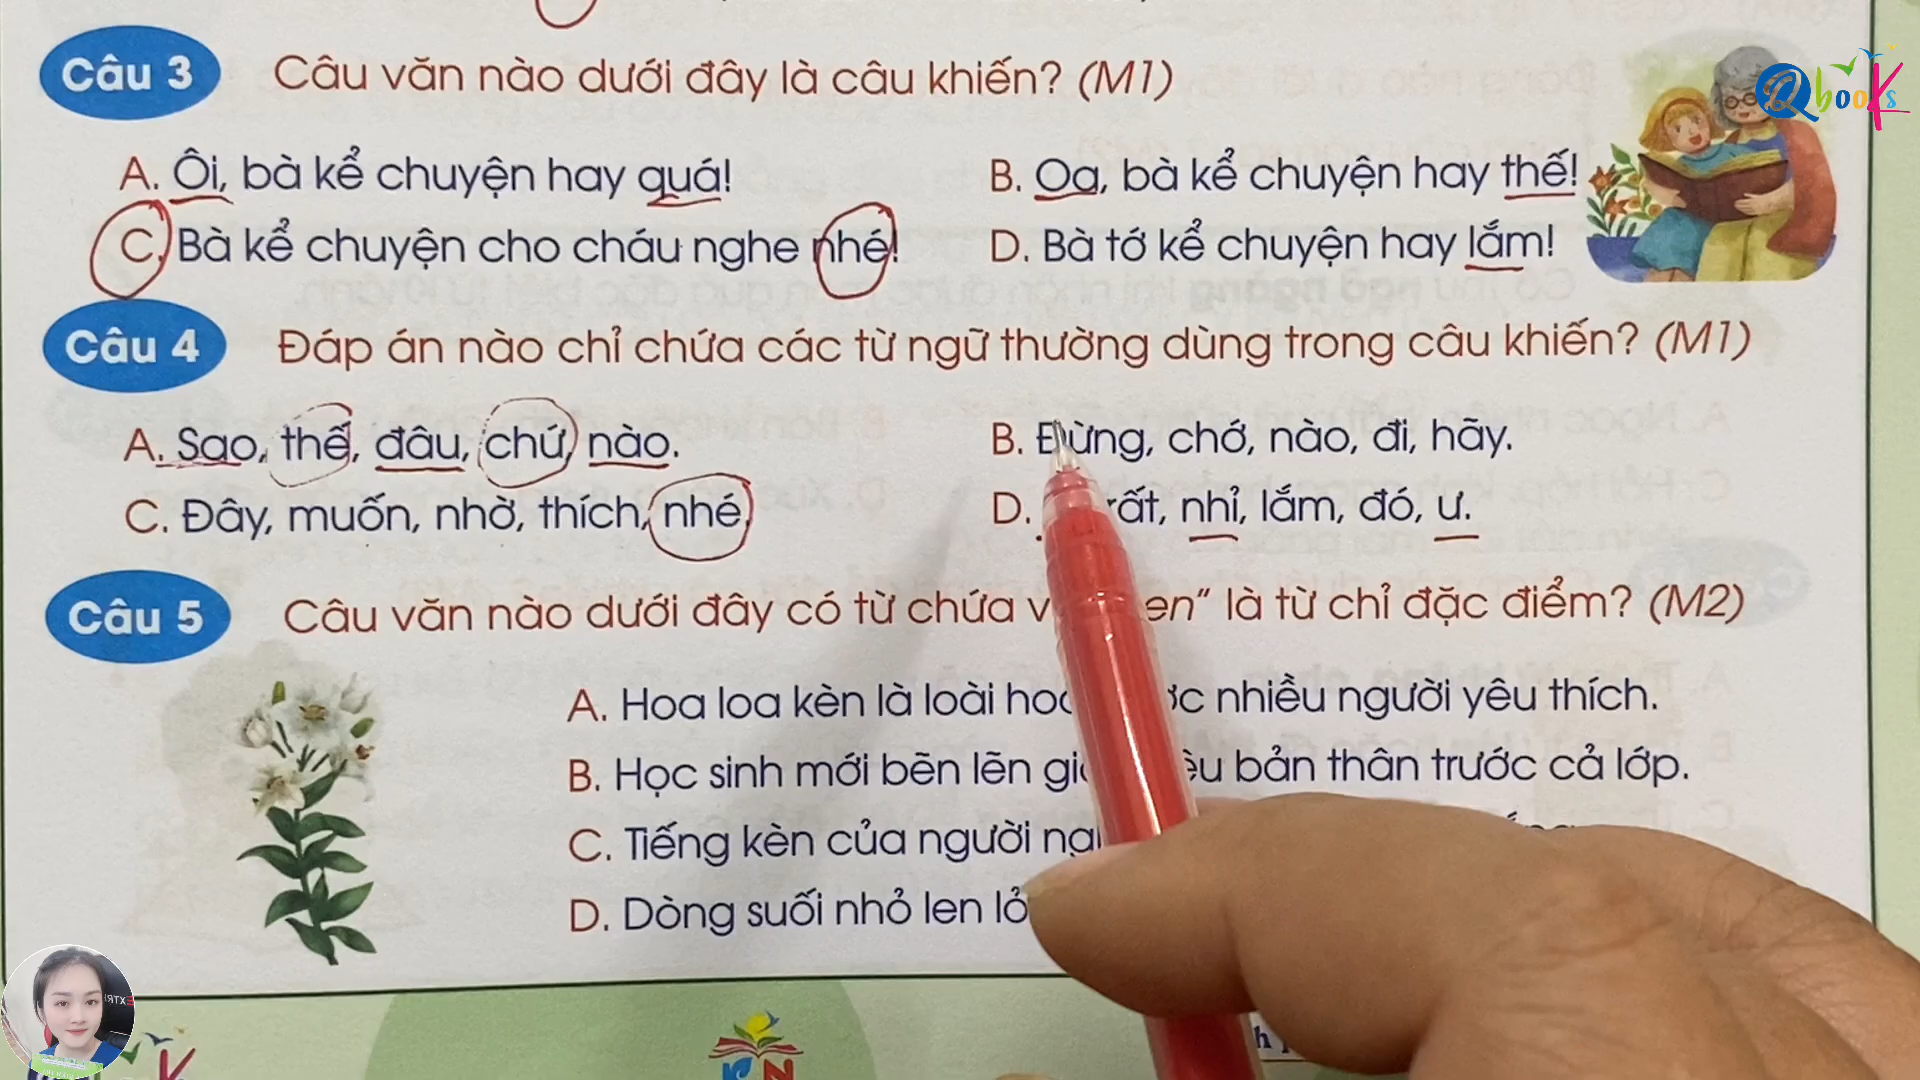 Qbooks
Câu 3 Câu văn nào dưới đây là câu khiến? (M1)
A. Ôi, bà kể chuyện hay quá! B. Oa, bà kể chuyện hay thế!
C. Bà kể chuyện cho cháu nghe nhé! D. Bà tớ kể chuyện hay lắm!
Câu 4 Đáp án nào chỉ chứa các từ ngữ thường dùng trong câu khiến? (M1)
A. Sao, thế, đâu, chứ, nào. B. Đừng, chớ, nào, đi, hãy.
C. Đây, muốn, nhờ, thích, nhé. D. rất, nhỉ, lắm, đó, ư.
Câu 5 Câu văn nào dưới đây có từ chứa en” là từ chỉ đặc điểm? (M2)
A. Hoa loa kèn là loài nhiều người yêu thích.
B. Học sinh mới bẽn lẽn bản thân trước cả lớp.
C. Tiếng kèn của người
D. Dòng suối nhỏ len